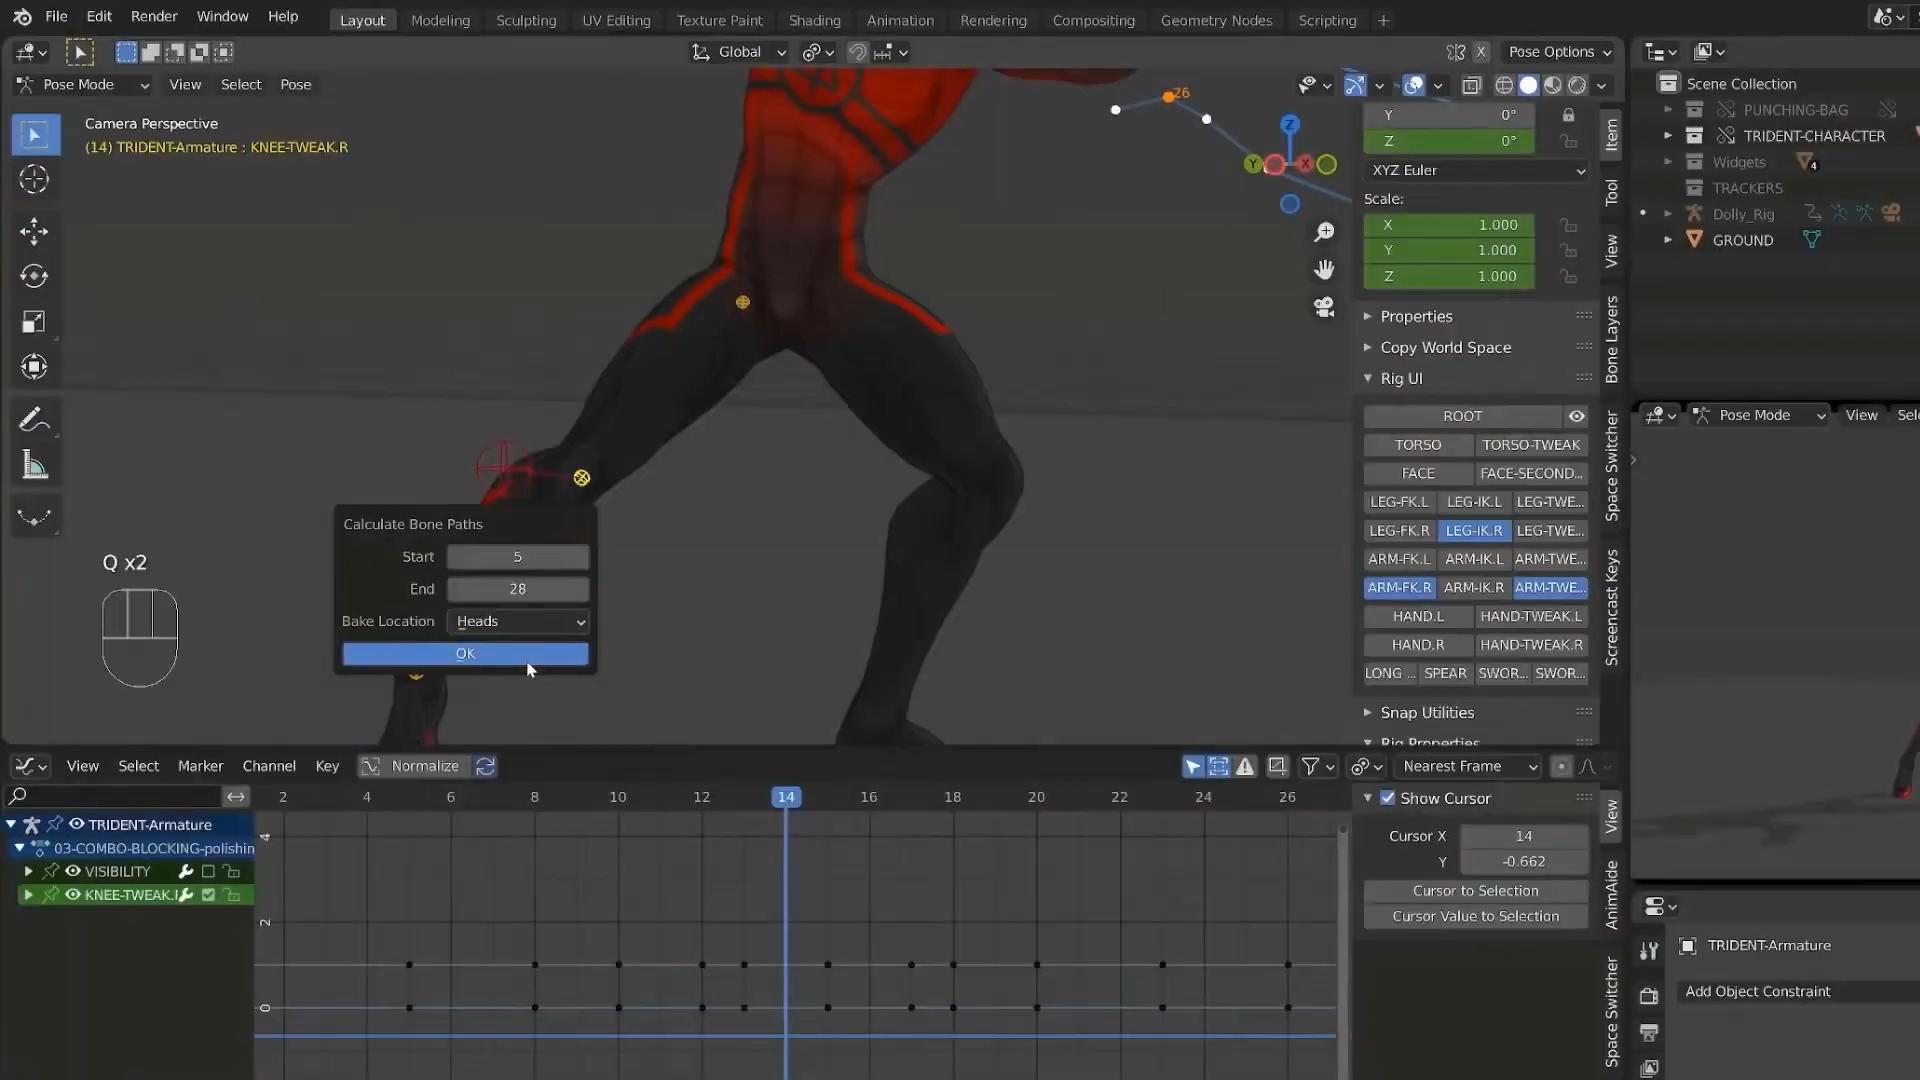 File Edit Render Window Help Layout Modeling Sculpting UV Editing Texture Paint Shading Animation Rendering Compositing Geometry Nodes Scripting +
Global X Pose Options
Pose Mode View Select Pose
Camera Perspective
(14) TRIDENT-Armature : KNEE-TWEAK.R
26
Z
Y X
Y 0°
Z 0°
XYZ Euler
Scale:
X 1.000
Y 1.000
Z 1.000
Properties
Copy World Space
Rig UI
ROOT
TORSO TORSO-TWEAK
FACE FACE-SECOND...
LEG-FK.L LEG-IK.L LEG-TWE...
LEG-FK.R LEG-IK.R LEG-TWE...
ARM-FK.L ARM-IK.L ARM-TWE...
ARM-FK.R ARM-IK.R ARM-TWE...
HAND.L HAND-TWEAK.L
HAND.R HAND-TWEAK.R
LONG ... SPEAR SWOR... SWOR...
Snap Utilities
Rig Properties
Item
Tool
View
Bone Layers
Space Switcher
Screencast Keys
Scene Collection
PUNCHING-BAG
TRIDENT-CHARACTER
Widgets 4
TRACKERS
Dolly_Rig
GROUND
Pose Mode View Sel
Calculate Bone Paths
Start 5
End 28
Bake Location Heads
OK
Q x2
View Select Marker Channel Key Normalize Nearest Frame
2 4 6 8 10 12 14 16 18 20 22 24 26
TRIDENT-Armature
03-COMBO-BLOCKING-polishin
VISIBILITY
KNEE-TWEAK.
4
2
0
Show Cursor
Cursor X 14
Y -0.662
Cursor to Selection
Cursor Value to Selection
View
AnimAide
Space Switcher
TRIDENT-Armature
Add Object Constraint